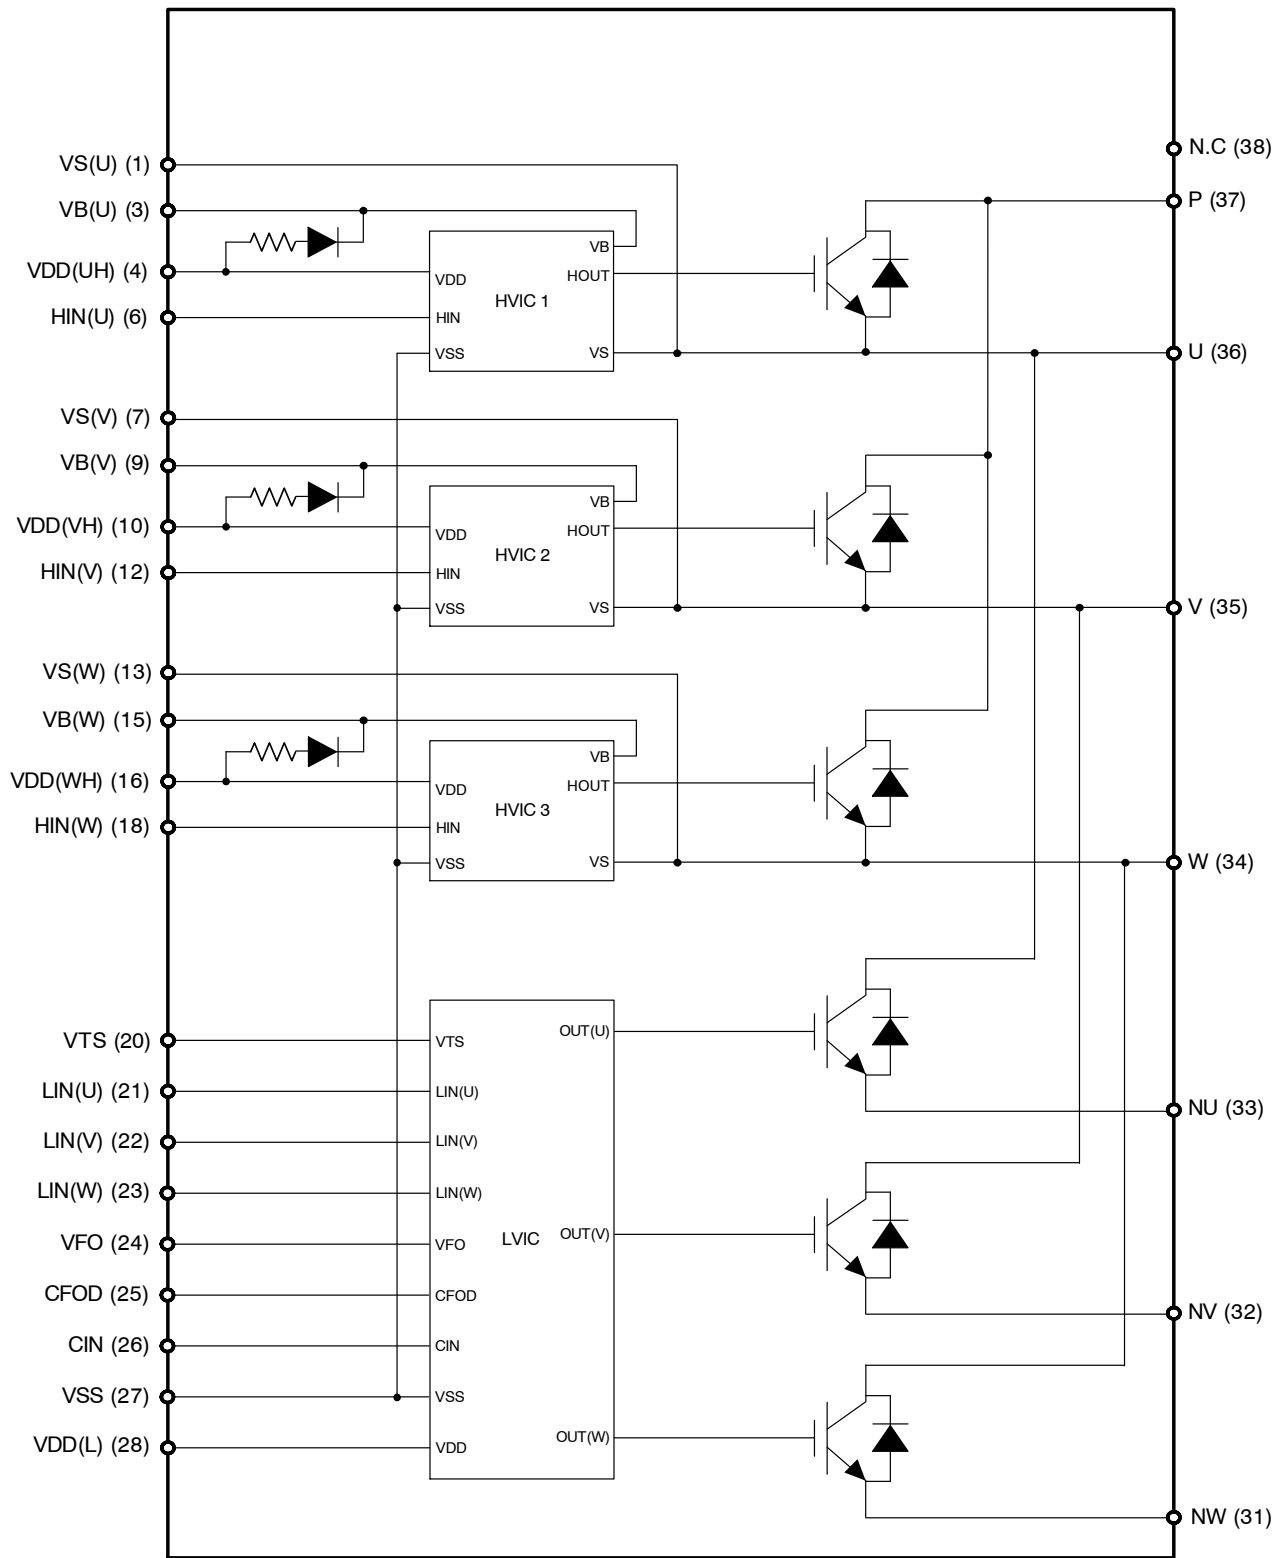 VS(U) (1)
VB(U) (3)
VDD(UH) (4)
HIN(U) (6)
VS(V) (7)
VB(V) (9)
VDD(VH) (10)
HIN(V) (12)
VS(W) (13)
VB(W) (15)
VDD(WH) (16)
HIN(W) (18)
VTS (20)
LIN(U) (21)
LIN(V) (22)
LIN(W) (23)
VFO (24)
CFOD (25)
CIN (26)
VSS (27)
VDD(L) (28)
VB
VDD
HOUT
HVIC 1
HIN
VSS
VS
VB
VDD
HOUT
HVIC 2
HIN
VSS
VS
VB
VDD
HOUT
HVIC 3
HIN
VSS
VS
VTS
LIN(U)
LIN(V)
LIN(W)
VFO
CFOD
CIN
VSS
VDD
LVIC
OUT(U)
OUT(V)
OUT(W)
N.C (38)
P (37)
U (36)
V (35)
W (34)
NU (33)
NV (32)
NW (31)